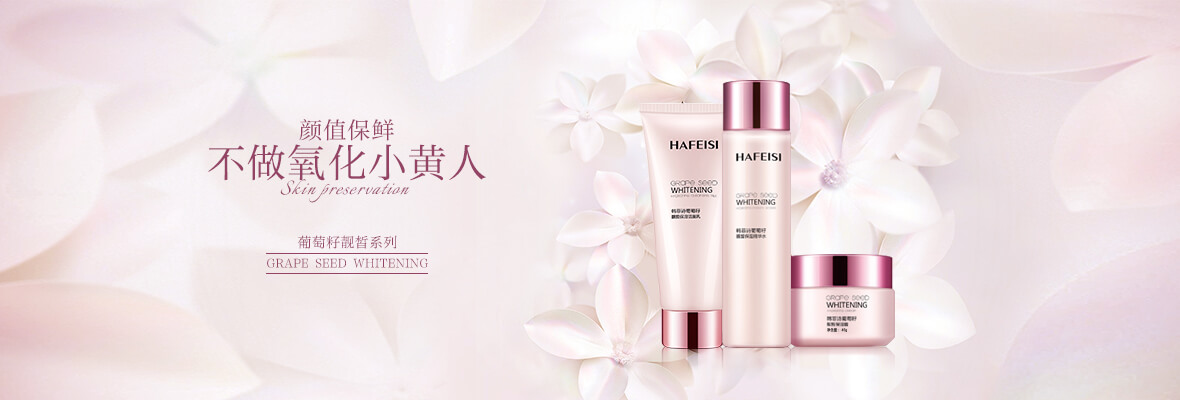 颜值保鲜
不做氧化小黄人
Skin preservation
葡萄籽靓皙系列
GRAPE SEED WHITENING
HAFEISI
GRAPE SEED
WHITENING
HAFEISI
GRAPE SEED
WHITENING
GRAPE SEED
WHITENING